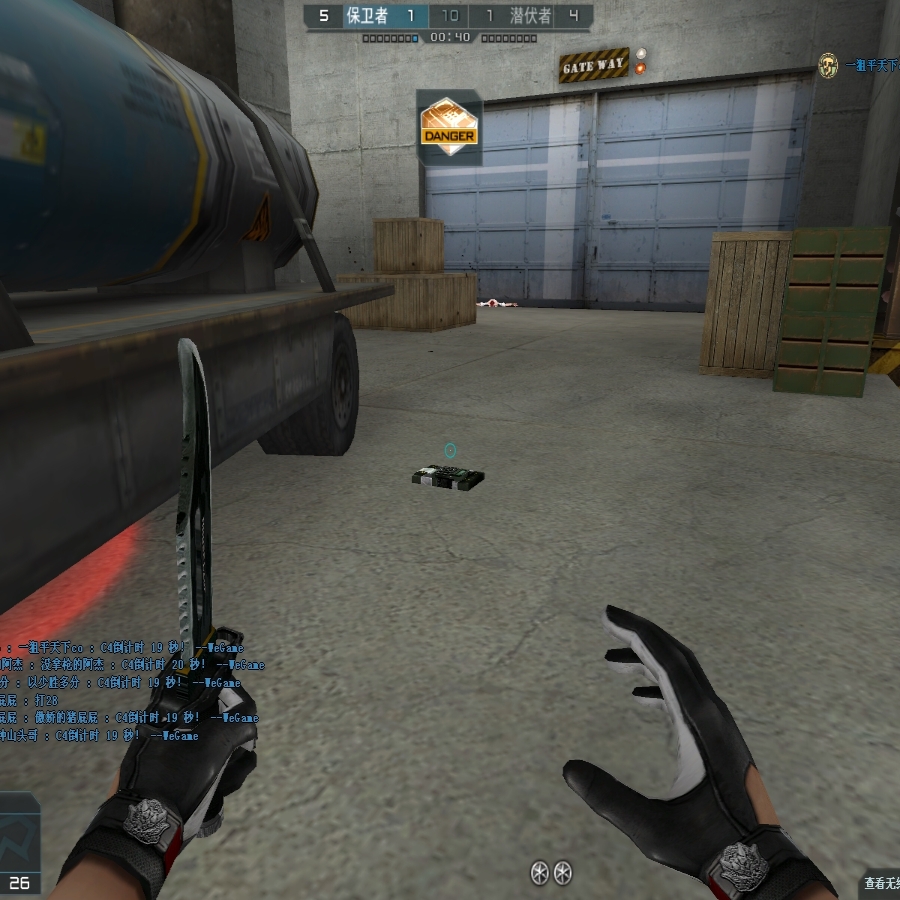 5 保卫者 1 10 1 潜伏者 4
00:40
GATE WAY
一狙平天下
DANGER
: 一狙平天下co : C4倒计时 19 秒! --WeGame
阿杰 : 没拿枪的阿杰 : C4倒计时 20 秒! --WeGame
分 : 以少胜多分 : C4倒计时 19 秒! --WeGame
屁屁 : 打28
屁屁 : 傲娇的猪屁屁 : C4倒计时 19 秒! --WeGame
神山头哥 : C4倒计时 19 秒! --WeGame
26
查看无